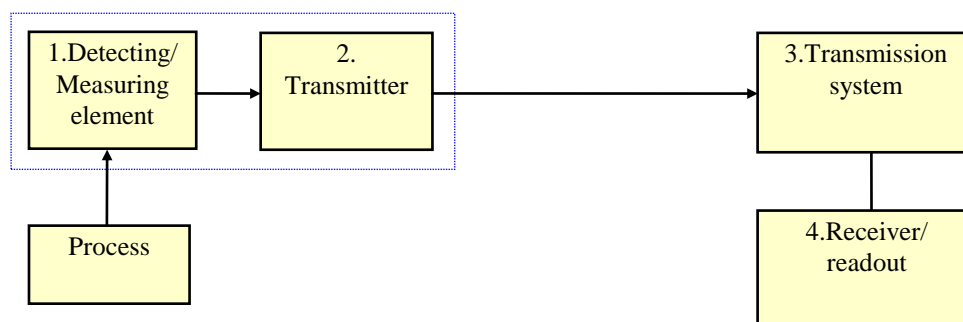 1.Detecting/
Measuring
element
2.
Transmitter
3.Transmission
system
Process
4.Receiver/
readout